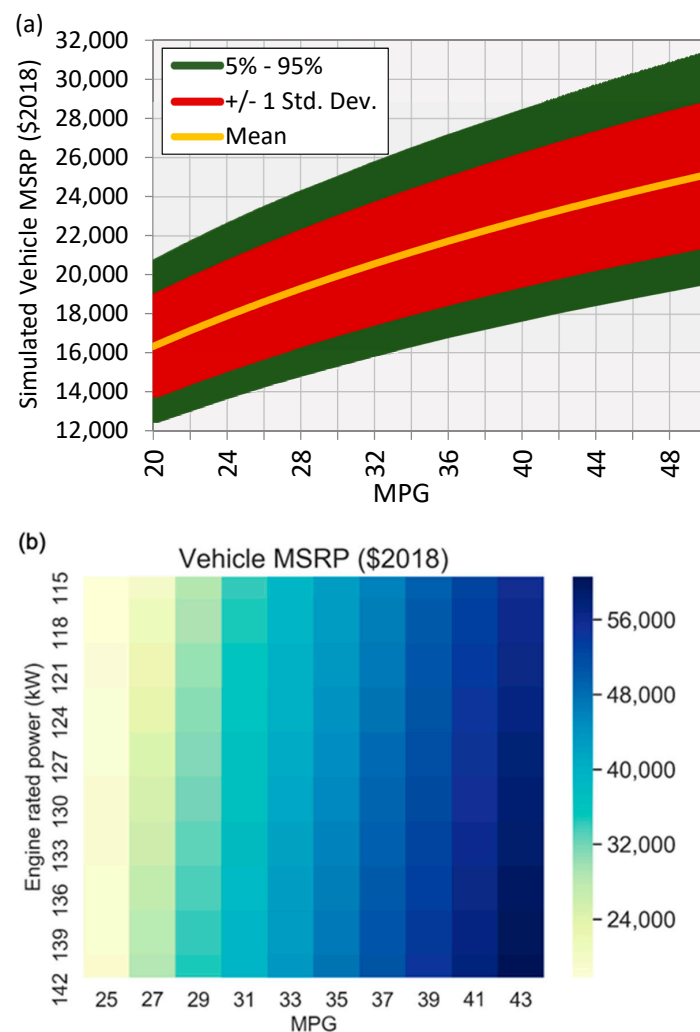 (a)
32,000
30,000
28,000
26,000
24,000
22,000
20,000
18,000
16,000
14,000
12,000
Simulated Vehicle MSRP ($2018)
5% - 95%
+/- 1 Std. Dev.
Mean
20 24 28 32 36 40 44 48
MPG
(b)
Vehicle MSRP ($2018)
Engine rated power (kW)
115
118
121
124
127
130
133
136
139
142
56,000
48,000
40,000
32,000
24,000
25 27 29 31 33 35 37 39 41 43
MPG